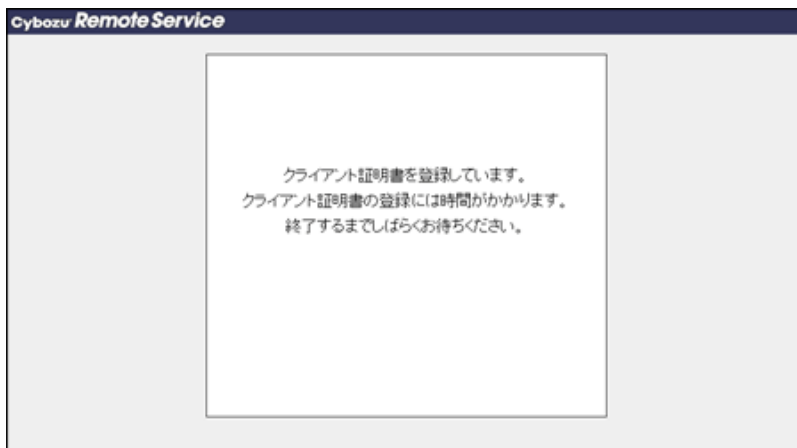 Cybozu Remote Service
クライアント証明書を登録しています。
クライアント証明書の登録には時間がかかります。
終了するまでしばらくお待ちください。